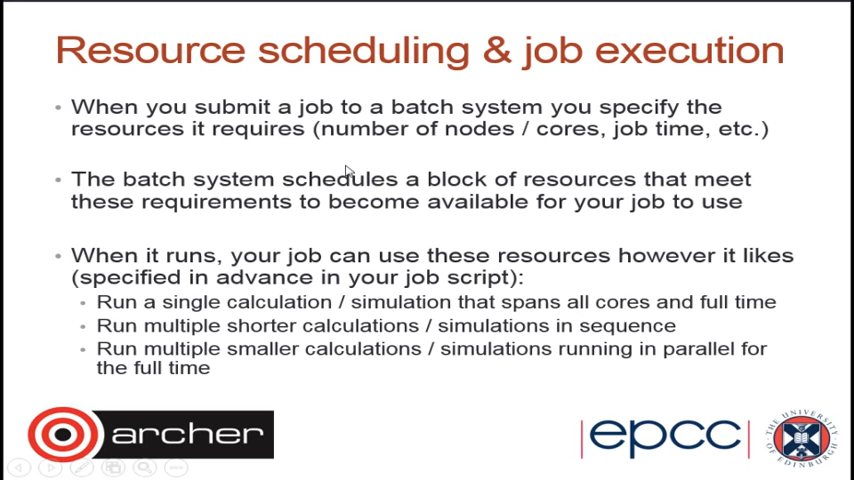 Resource scheduling & job execution
• When you submit a job to a batch system you specify the
resources it requires (number of nodes / cores, job time, etc.)
• The batch system schedules a block of resources that meet
these requirements to become available for your job to use
• When it runs, your job can use these resources however it likes
(specified in advance in your job script):
• Run a single calculation / simulation that spans all cores and full time
• Run multiple shorter calculations / simulations in sequence
• Run multiple smaller calculations / simulations running in parallel for
the full time
archer
epcc
THE UNIVERSITY OF EDINBURGH